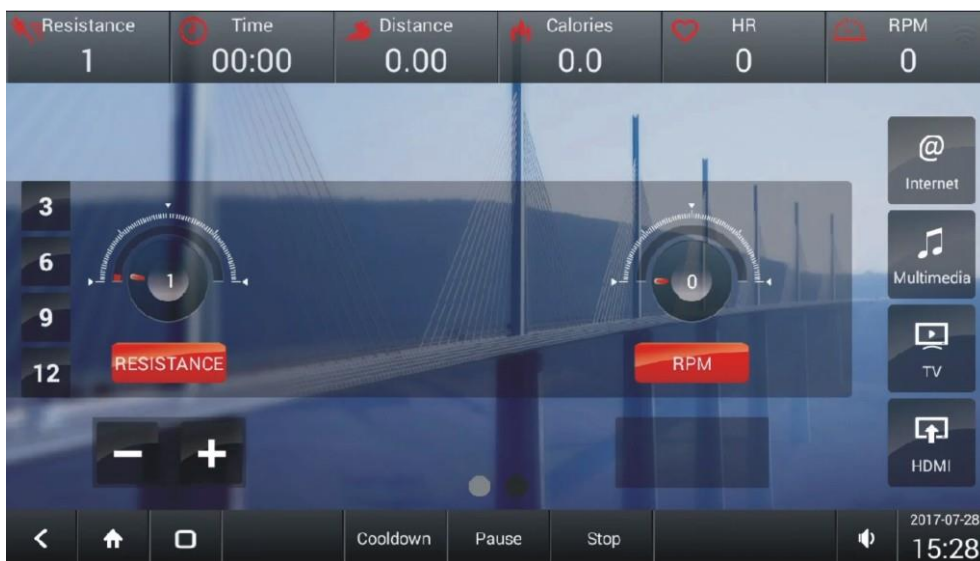 Resistance Time Distance Calories HR RPM
1 00:00 0.00 0.0 0 0
@
Internet
3
Multimedia
6
1 0
9
RESISTANCE RPM
TV
12
HDMI
Cooldown Pause Stop
2017-07-28
15:28